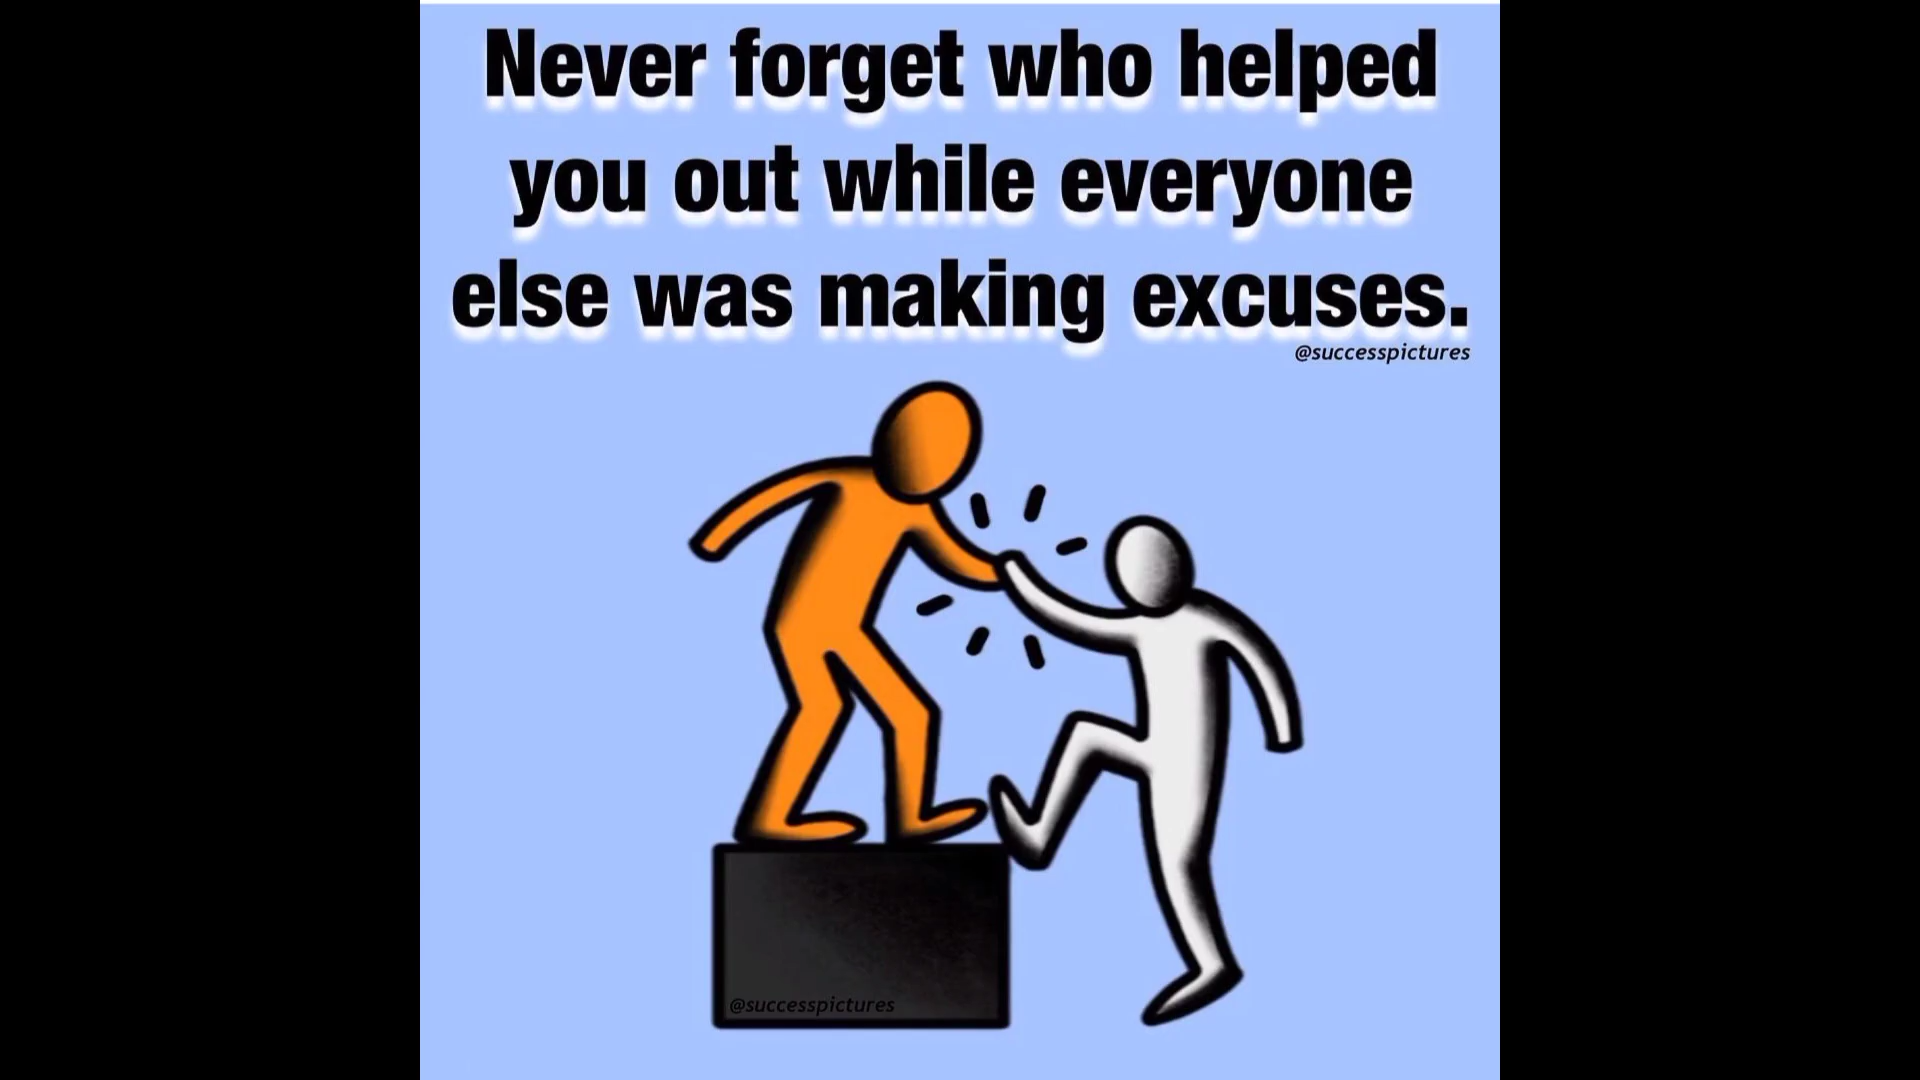 Never forget who helped
you out while everyone
else was making excuses.
@successpictures
@successpictures